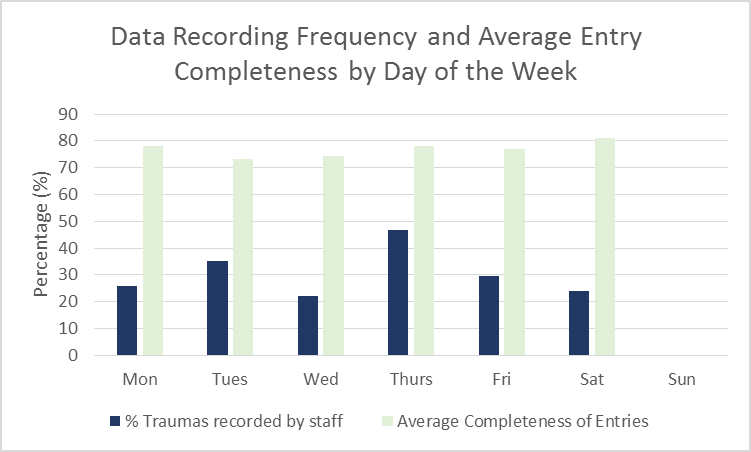 Data Recording Frequency and Average Entry
Completeness by Day of the Week
Percentage (%)
90
80
70
60
50
40
30
20
10
0
Mon Tues Wed Thurs Fri Sat Sun
% Traumas recorded by staff Average Completeness of Entries